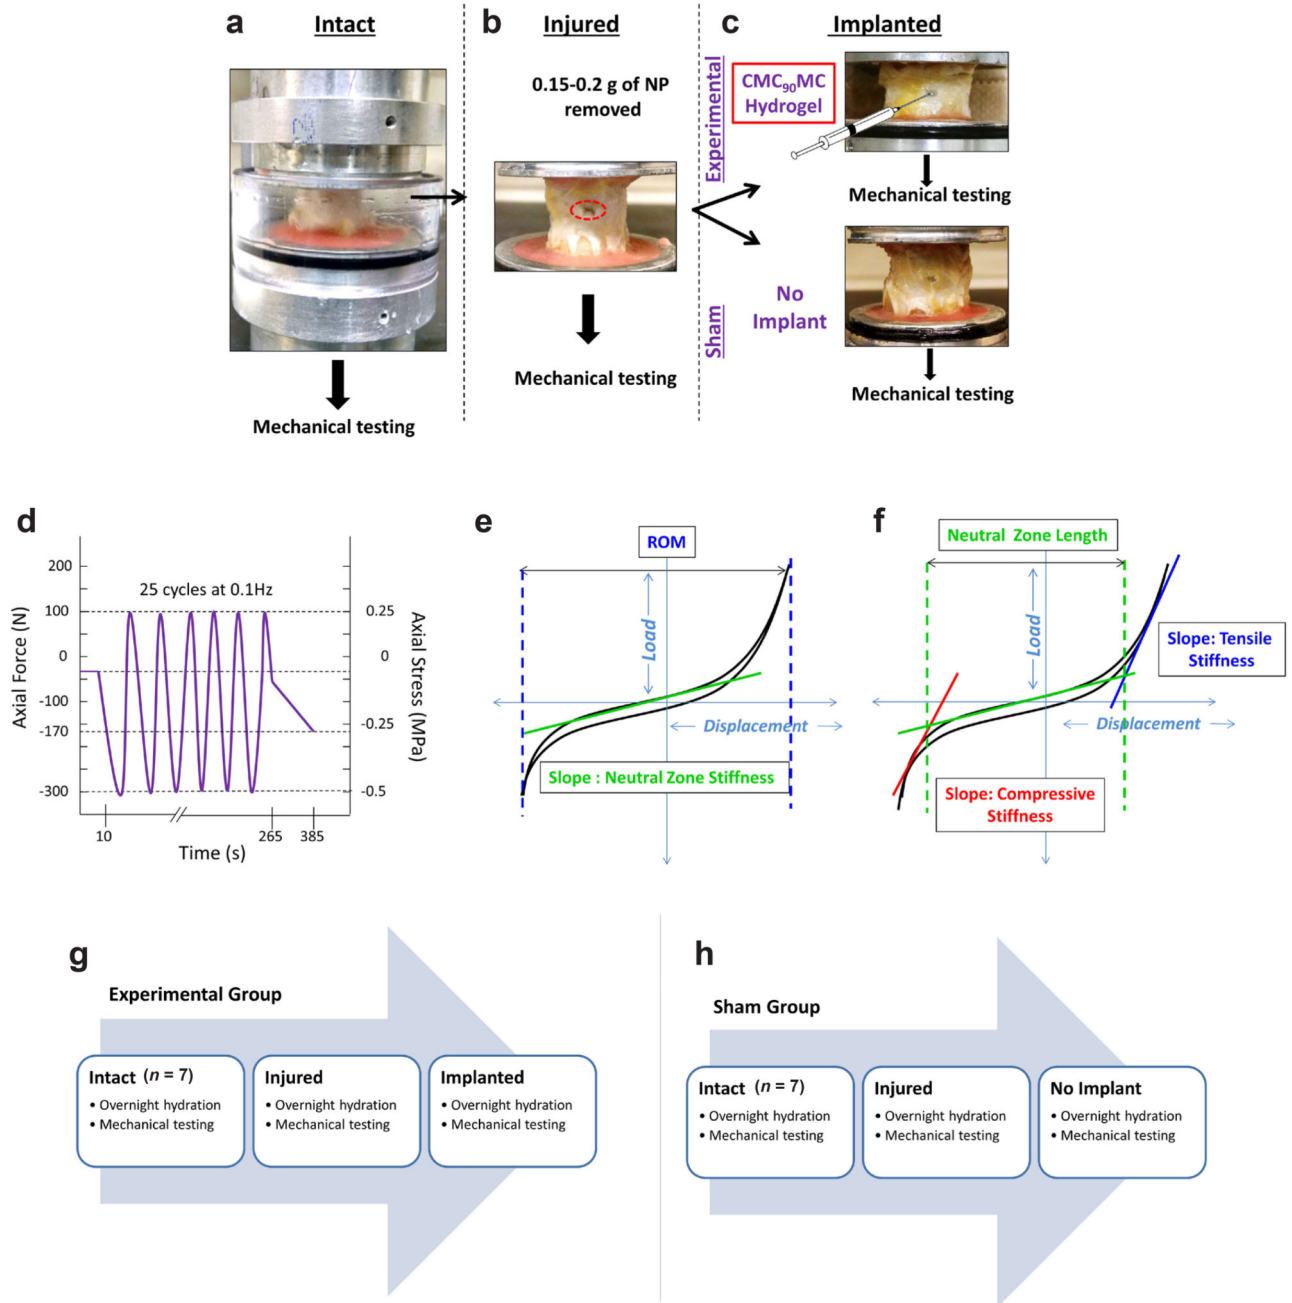 a
Intact
Mechanical testing
b
Injured
0.15-0.2 g of NP
removed
Mechanical testing
c
Implanted
Experimental
CMC90MC
Hydrogel
Mechanical testing
Sham
No
Implant
Mechanical testing
d
25 cycles at 0.1Hz
Axial Force (N)
200
100
0
-100
-170
-300
Axial Stress (MPa)
0.25
0
-0.25
-0.5
10
265
385
Time (s)
e
ROM
Load
Displacement
Slope : Neutral Zone Stiffness
f
Neutral Zone Length
Load
Slope: Tensile
Stiffness
Displacement
Slope: Compressive
Stiffness
g
Experimental Group
Intact (n = 7)
• Overnight hydration
• Mechanical testing
Injured
• Overnight hydration
• Mechanical testing
Implanted
• Overnight hydration
• Mechanical testing
h
Sham Group
Intact (n = 7)
• Overnight hydration
• Mechanical testing
Injured
• Overnight hydration
• Mechanical testing
No Implant
• Overnight hydration
• Mechanical testing